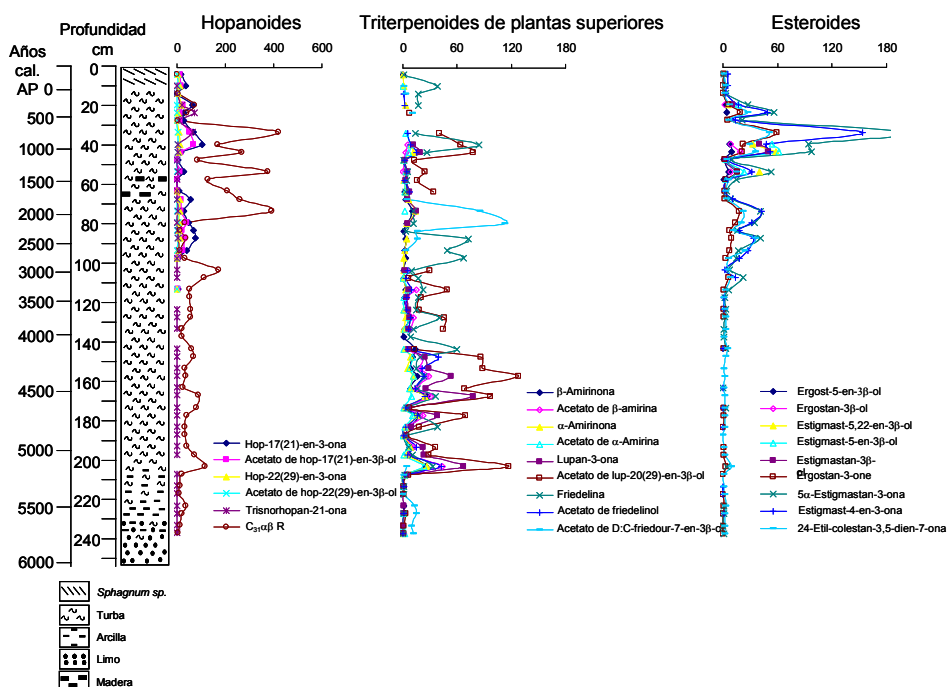 Hopanoides
Triterpenoides de plantas superiores
Esteroides
Profundidad
cm
Años
cal.
AP
0 200 400 600
0 60 120 180
0 60 120 180
0
20
40
60
80
100
120
140
160
180
200
220
240
0
500
1000
1500
2000
2500
3000
3500
4000
4500
5000
5500
6000
Hop-17(21)-en-3-ona
Acetato de hop-17(21)-en-3β-ol
Hop-22(29)-en-3-ona
Acetato de hop-22(29)-en-3β-ol
Trisnorhopan-21-ona
C₃₁αβ R
β-Amirinona
Acetato de β-amirina
α-Amirinona
Acetato de α-Amirina
Lupan-3-ona
Acetato de lup-20(29)-en-3β-ol
Friedelina
Acetato de friedelinol
Acetato de D:C-friedour-7-en-3β-o
Ergost-5-en-3β-ol
Ergostan-3β-ol
Estigmast-5,22-en-3β-ol
Estigmast-5-en-3β-ol
Estigmastan-3β-
ol
Ergostan-3-one
5α-Estigmastan-3-ona
Estigmast-4-en-3-ona
24-Etil-colestan-3,5-dien-7-ona
Sphagnum sp.
Turba
Arcilla
Limo
Madera